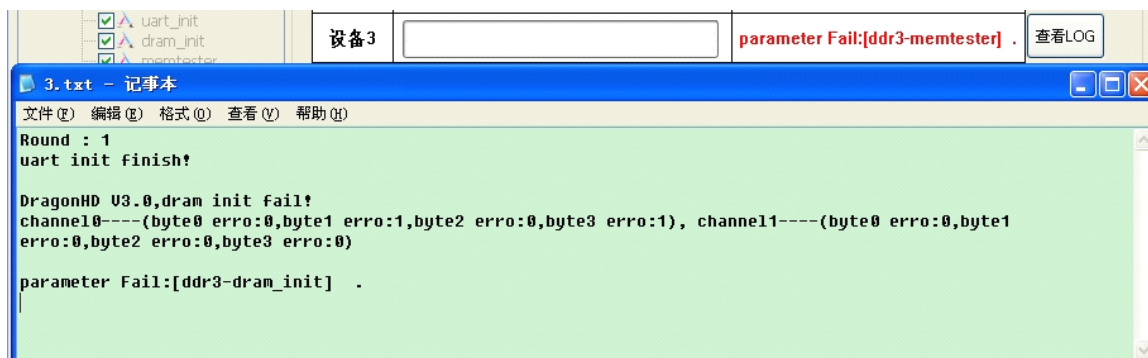 uart_init
dram_init
memtester
设备3
parameter Fail:[ddr3-memtester] .
查看LOG
3.txt - 记事本
文件(F) 编辑(E) 格式(O) 查看(V) 帮助(H)
Round : 1
uart init finish!
DragonHD V3.0,dram init fail!
channel0----(byte0 erro:0,byte1 erro:1,byte2 erro:0,byte3 erro:1), channel1----(byte0 erro:0,byte1
erro:0,byte2 erro:0,byte3 erro:0)
parameter Fail:[ddr3-dram_init] .